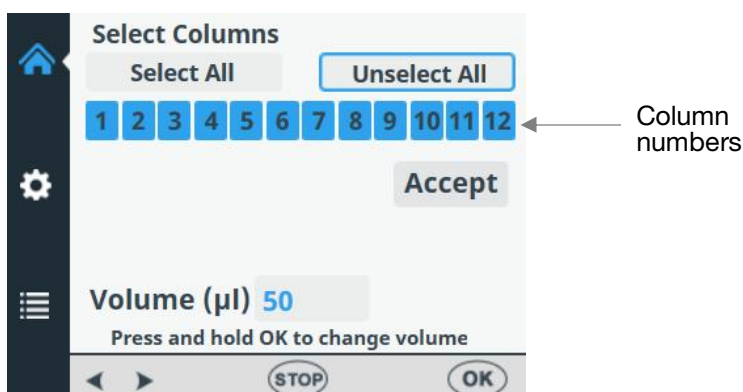 Select Columns
Select All Unselect All
1 2 3 4 5 6 7 8 9 10 11 12
Column
numbers
Accept
Volume (µl) 50
Press and hold OK to change volume
STOP OK